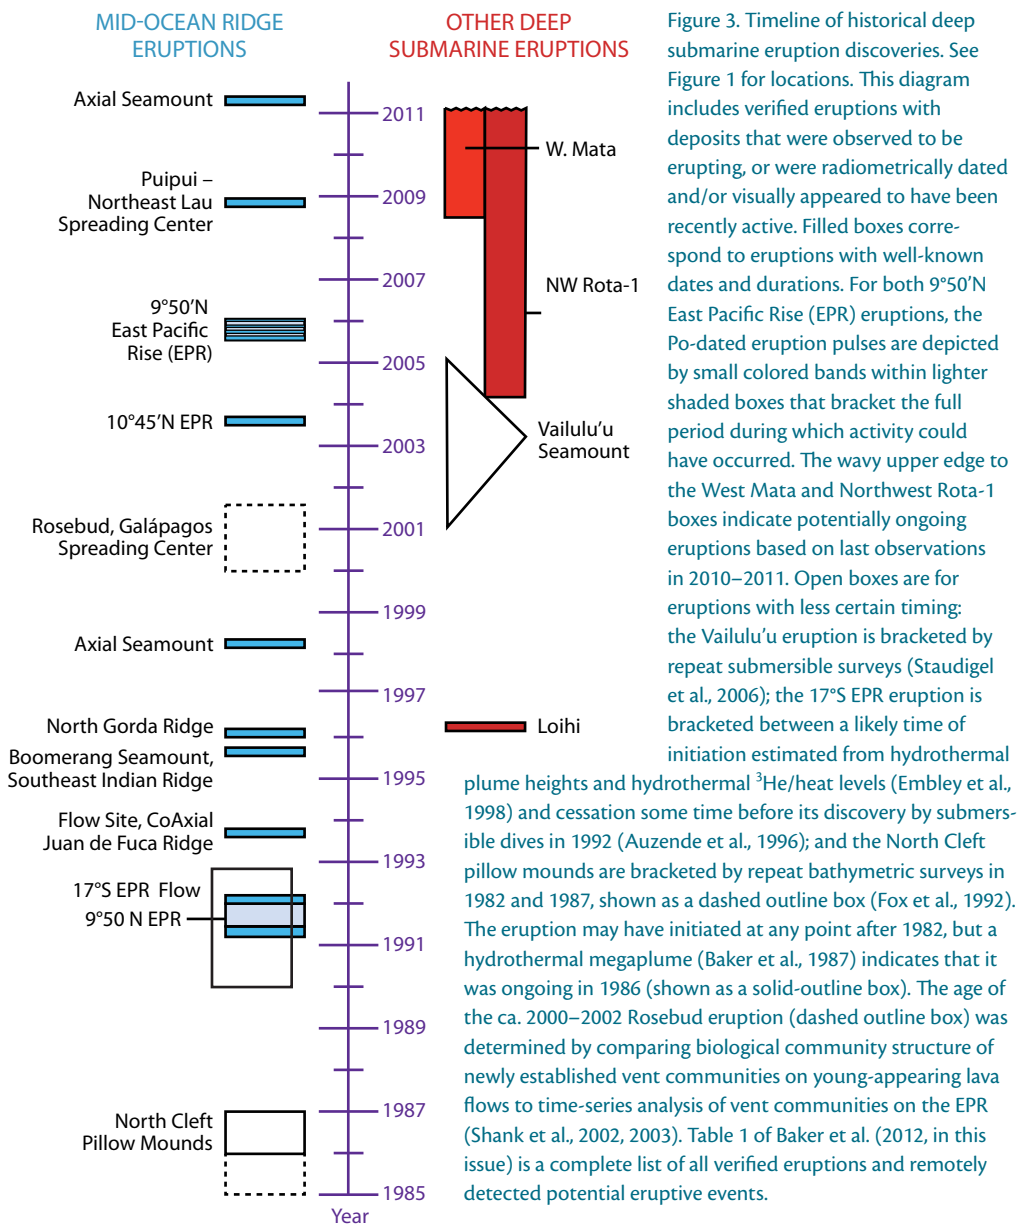 MID-OCEAN RIDGE
ERUPTIONS
OTHER DEEP
SUBMARINE ERUPTIONS
Axial Seamount
Puipui –
Northeast Lau
Spreading Center
9°50′N
East Pacific
Rise (EPR)
10°45′N EPR
Rosebud, Galápagos
Spreading Center
Axial Seamount
North Gorda Ridge
Boomerang Seamount,
Southeast Indian Ridge
Flow Site, CoAxial
Juan de Fuca Ridge
17°S EPR Flow
9°50 N EPR
North Cleft
Pillow Mounds
2011
2009
2007
2005
2003
2001
1999
1997
1995
1993
1991
1989
1987
1985
Year
W. Mata
NW Rota-1
Vailulu’u
Seamount
Loihi
Figure 3. Timeline of historical deep
submarine eruption discoveries. See
Figure 1 for locations. This diagram
includes verified eruptions with
deposits that were observed to be
erupting, or were radiometrically dated
and/or visually appeared to have been
recently active. Filled boxes corre-
spond to eruptions with well-known
dates and durations. For both 9°50′N
East Pacific Rise (EPR) eruptions, the
Po-dated eruption pulses are depicted
by small colored bands within lighter
shaded boxes that bracket the full
period during which activity could
have occurred. The wavy upper edge to
the West Mata and Northwest Rota-1
boxes indicate potentially ongoing
eruptions based on last observations
in 2010–2011. Open boxes are for
eruptions with less certain timing:
the Vailulu’u eruption is bracketed by
repeat submersible surveys (Staudigel
et al., 2006); the 17°S EPR eruption is
bracketed between a likely time of
initiation estimated from hydrothermal
plume heights and hydrothermal ³He/heat levels (Embley et al.,
1998) and cessation some time before its discovery by submers-
ible dives in 1992 (Auzende et al., 1996); and the North Cleft
pillow mounds are bracketed by repeat bathymetric surveys in
1982 and 1987, shown as a dashed outline box (Fox et al., 1992).
The eruption may have initiated at any point after 1982, but a
hydrothermal megaplume (Baker et al., 1987) indicates that it
was ongoing in 1986 (shown as a solid-outline box). The age of
the ca. 2000–2002 Rosebud eruption (dashed outline box) was
determined by comparing biological community structure of
newly established vent communities on young-appearing lava
flows to time-series analysis of vent communities on the EPR
(Shank et al., 2002, 2003). Table 1 of Baker et al. (2012, in this
issue) is a complete list of all verified eruptions and remotely
detected potential eruptive events.